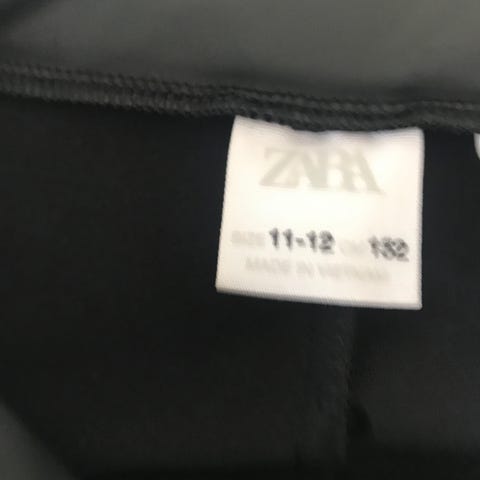 ZARA
SIZE 11-12 CM 152
MADE IN VIETNAM